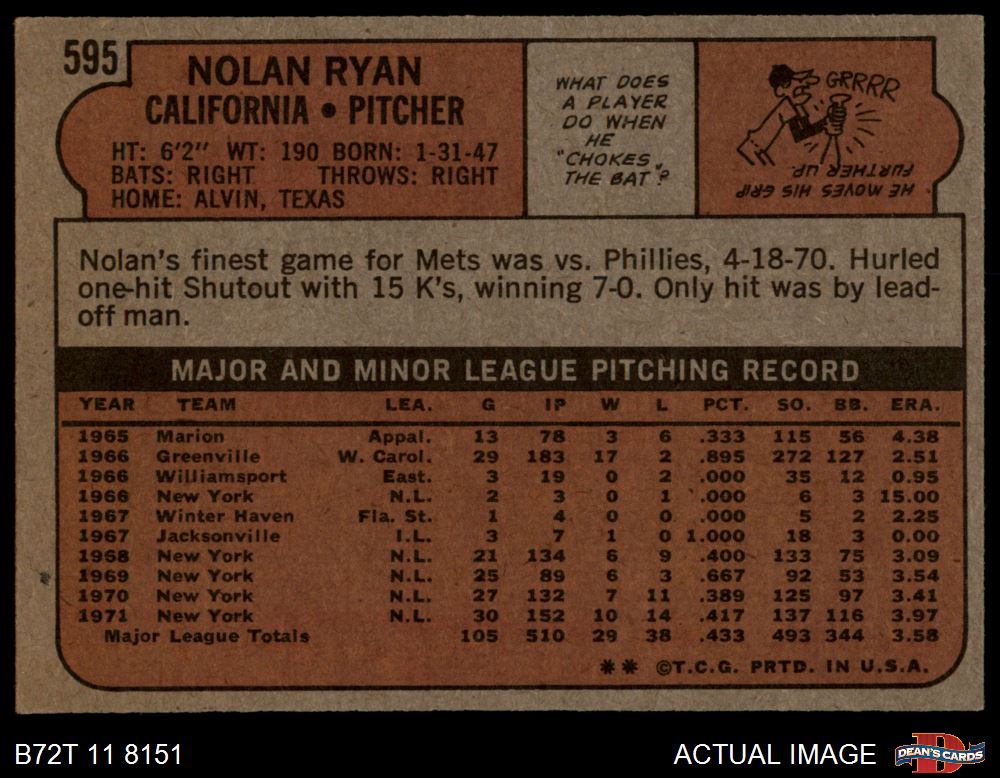 595
NOLAN RYAN
CALIFORNIA • PITCHER
HT: 6'2" WT: 190 BORN: 1-31-47
BATS: RIGHT THROWS: RIGHT
HOME: ALVIN, TEXAS
WHAT DOES
A PLAYER
DO WHEN
HE
"CHOKES
THE BAT"?
GRRRR
HE MOVES HIS GRIP
FURTHER UP.
Nolan's finest game for Mets was vs. Phillies, 4-18-70. Hurled
one-hit Shutout with 15 K's, winning 7-0. Only hit was by lead-
off man.
MAJOR AND MINOR LEAGUE PITCHING RECORD
YEAR TEAM LEA. G IP W L PCT. SO. BB. ERA.
1965 Marion Appal. 13 78 3 6 .333 115 56 4.38
1966 Greenville W. Carol. 29 183 17 2 .895 272 127 2.51
1966 Williamsport East. 3 19 0 2 .000 35 12 0.95
1966 New York N.L. 2 3 0 1 .000 6 3 15.00
1967 Winter Haven Fla. St. 1 4 0 0 .000 5 2 2.25
1967 Jacksonville I.L. 3 7 1 0 1.000 18 3 0.00
1968 New York N.L. 21 134 6 9 .400 133 75 3.09
1969 New York N.L. 25 89 6 3 .667 92 53 3.54
1970 New York N.L. 27 132 7 11 .389 125 97 3.41
1971 New York N.L. 30 152 10 14 .417 137 116 3.97
Major League Totals 105 510 29 38 .433 493 344 3.58
** ©T.C.G. PRTD. IN U.S.A.
B72T 11 8151
ACTUAL IMAGE
DEAN'S CARDS